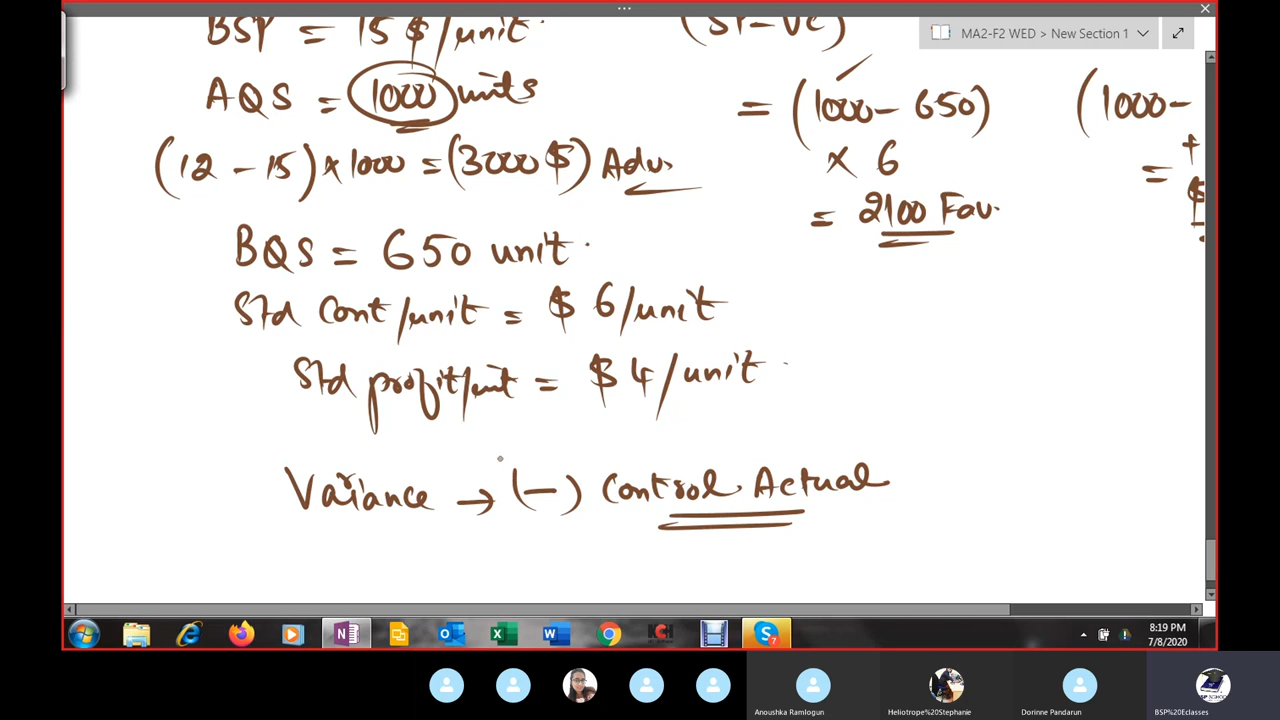 MA2-F2 WED > New Section 1
BSP = 15 $/unit
(SP-VC)
AQS = 1000 units
= (1000 - 650)
× 6
= 2100 Fav.
(1000-
+
=
$
(12 - 15) × 1000 = (3000 $) Adv.
BQS = 650 unit
Std Cont/unit = $ 6/unit
Std profit/unit = $ 4/unit
Variance → (-) Control Actual
8:19 PM
7/8/2020
Anoushka Ramlogun
Heliotrope%20Stephanie
Dorinne Pandarun
BSP%20Eclasses